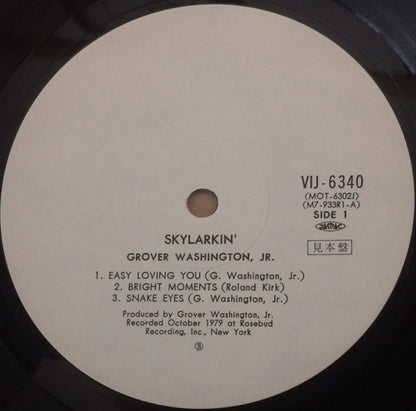 VIJ-6340
(MOT-6302J)
(M7-933R1-A)
SIDE 1
JASRAC
見本盤
SKYLARKIN'
GROVER WASHINGTON, JR.
1. EASY LOVING YOU (G. Washington, Jr.)
2. BRIGHT MOMENTS (Roland Kirk)
3. SNAKE EYES (G. Washington, Jr.)
Produced by Grover Washington, Jr.
Recorded October 1979 at Rosebud
Recording, Inc., New York